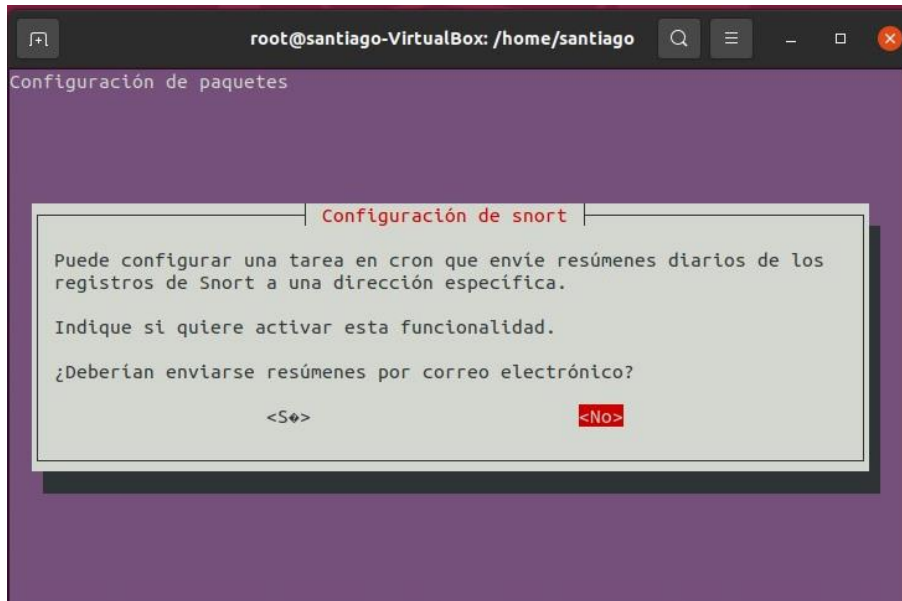 root@santiago-VirtualBox: /home/santiago
Configuración de paquetes
Configuración de snort
Puede configurar una tarea en cron que envíe resúmenes diarios de los
registros de Snort a una dirección específica.
Indique si quiere activar esta funcionalidad.
¿Deberían enviarse resúmenes por correo electrónico?
<S�> <No>